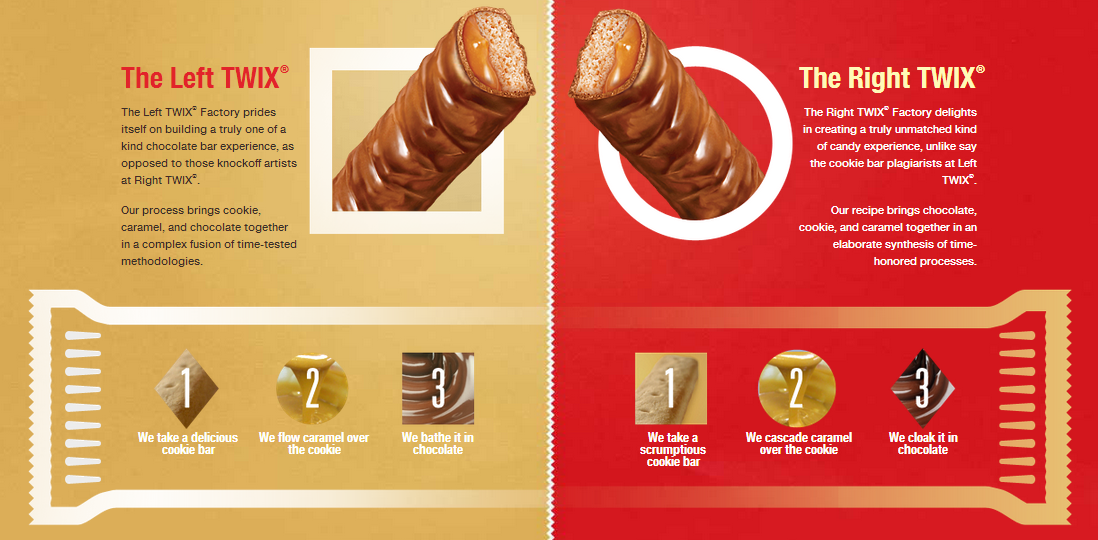 The Left TWIX®
The Left TWIX® Factory prides
itself on building a truly one of a
kind chocolate bar experience, as
opposed to those knockoff artists
at Right TWIX®.
Our process brings cookie,
caramel, and chocolate together
in a complex fusion of time-tested
methodologies.
1
We take a delicious
cookie bar
2
We flow caramel over
the cookie
3
We bathe it in
chocolate
The Right TWIX®
The Right TWIX® Factory delights
in creating a truly unmatched kind
of candy experience, unlike say
the cookie bar plagiarists at Left
TWIX®.
Our recipe brings chocolate,
cookie, and caramel together in an
elaborate synthesis of time-
honored processes.
1
We take a
scrumptious
cookie bar
2
We cascade caramel
over the cookie
3
We cloak it in
chocolate